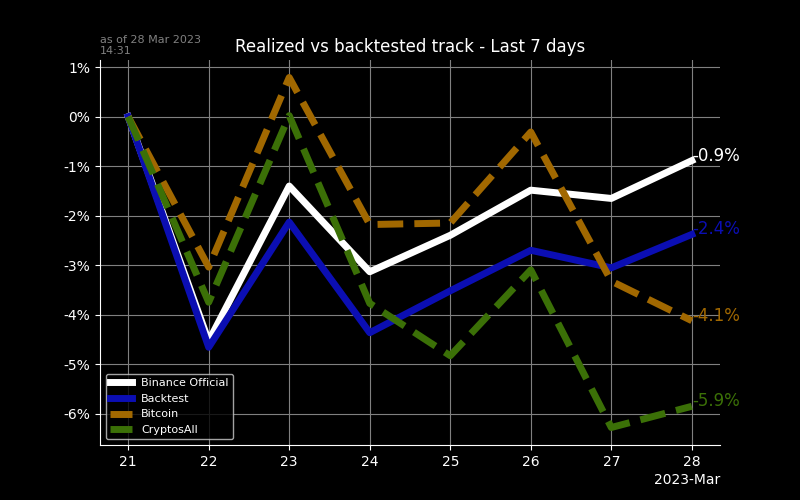 as of 28 Mar 2023
14:31
Realized vs backtested track - Last 7 days
1%
0%
-1%
-2%
-3%
-4%
-5%
-6%
-0.9%
-2.4%
-4.1%
-5.9%
Binance Official
Backtest
Bitcoin
CryptosAll
21 22 23 24 25 26 27 28
2023-Mar